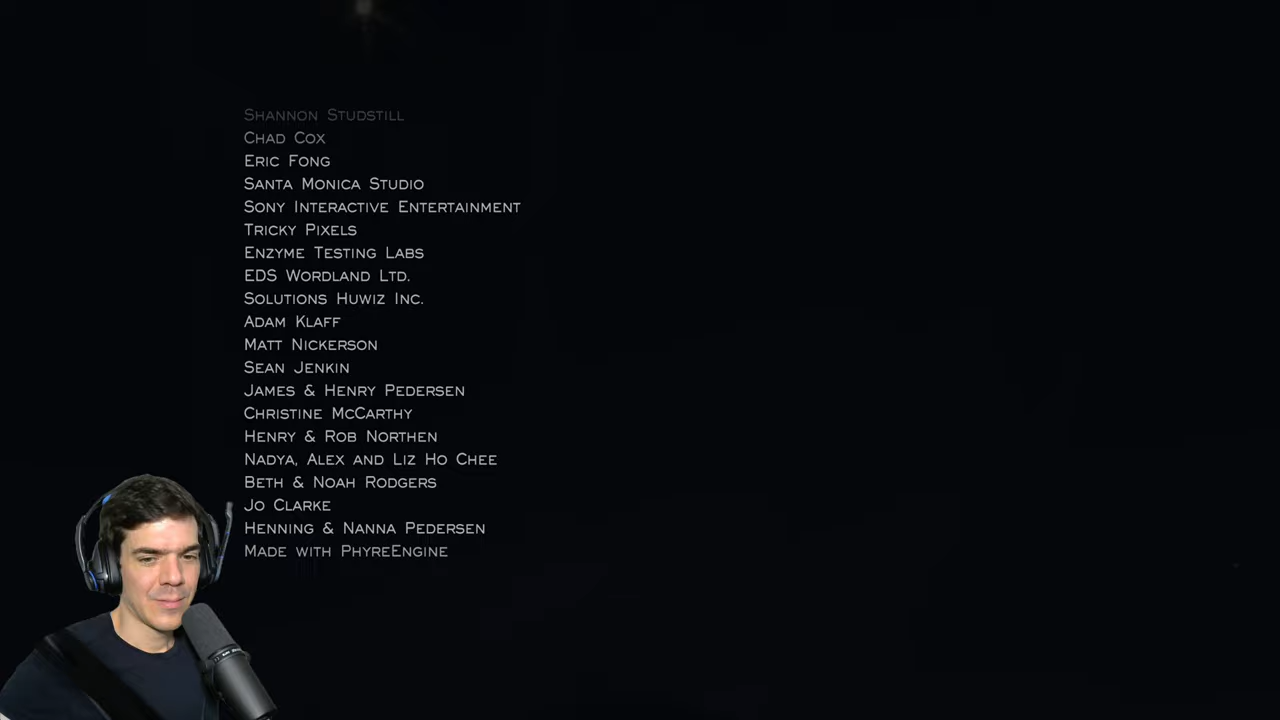 Shannon Studstill
Chad Cox
Eric Fong
Santa Monica Studio
Sony Interactive Entertainment
Tricky Pixels
Enzyme Testing Labs
EDS Wordland Ltd.
Solutions Huwiz Inc.
Adam Klaff
Matt Nickerson
Sean Jenkin
James & Henry Pedersen
Christine McCarthy
Henry & Rob Northen
Nadya, Alex and Liz Ho Chee
Beth & Noah Rodgers
Jo Clarke
Henning & Nanna Pedersen
Made with PhyreEngine